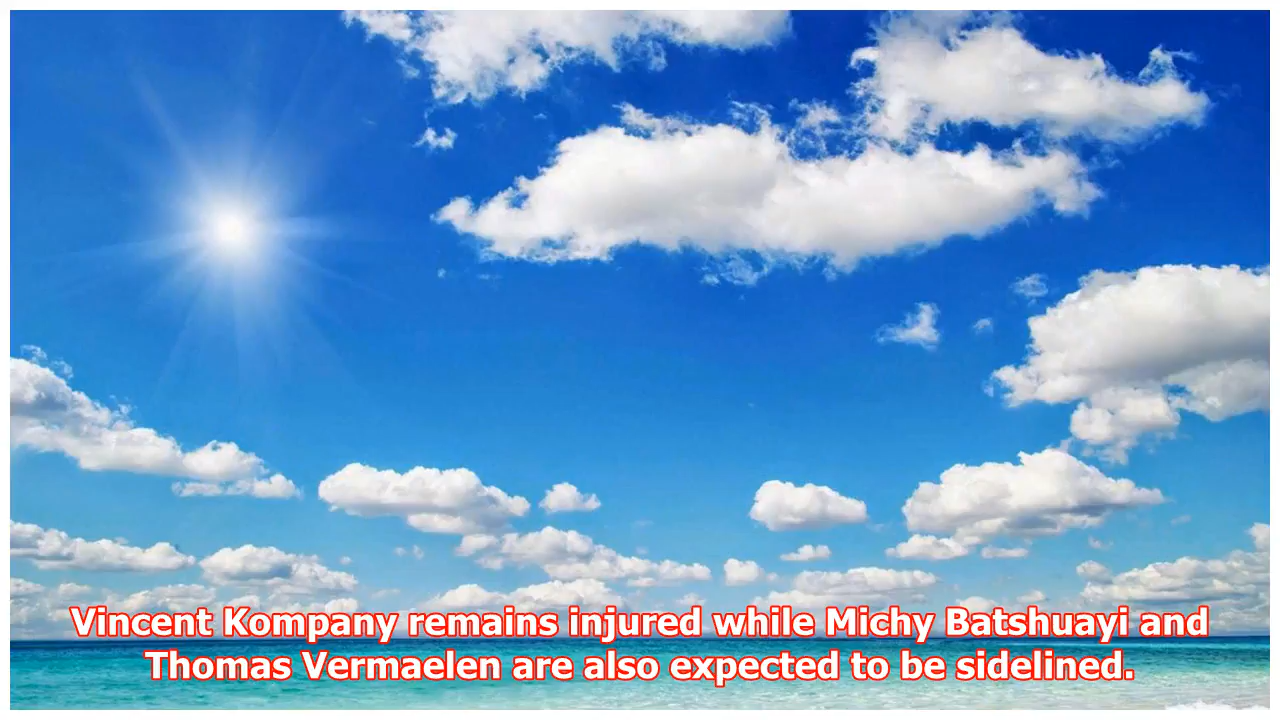 Vincent Kompany remains injured while Michy Batshuayi and
Thomas Vermaelen are also expected to be sidelined.